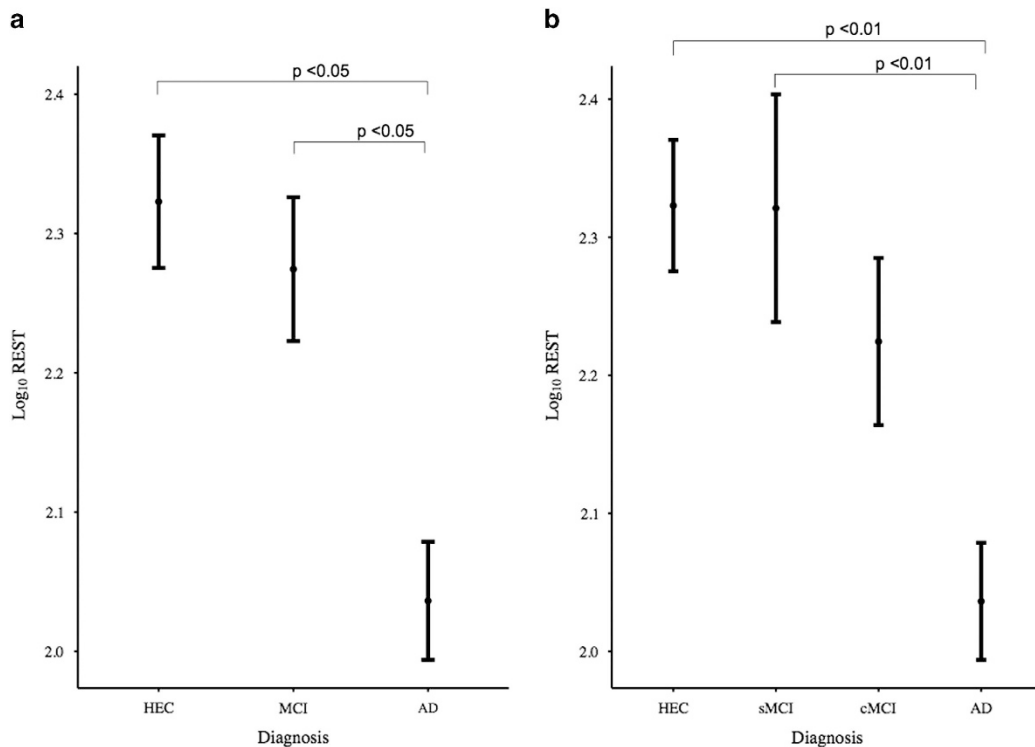 a
p <0.05
p <0.05
2.4
2.3
2.2
2.1
2.0
Log₁₀ REST
HEC MCI AD
Diagnosis
b
p <0.01
p <0.01
2.4
2.3
2.2
2.1
2.0
Log₁₀ REST
HEC sMCI cMCI AD
Diagnosis